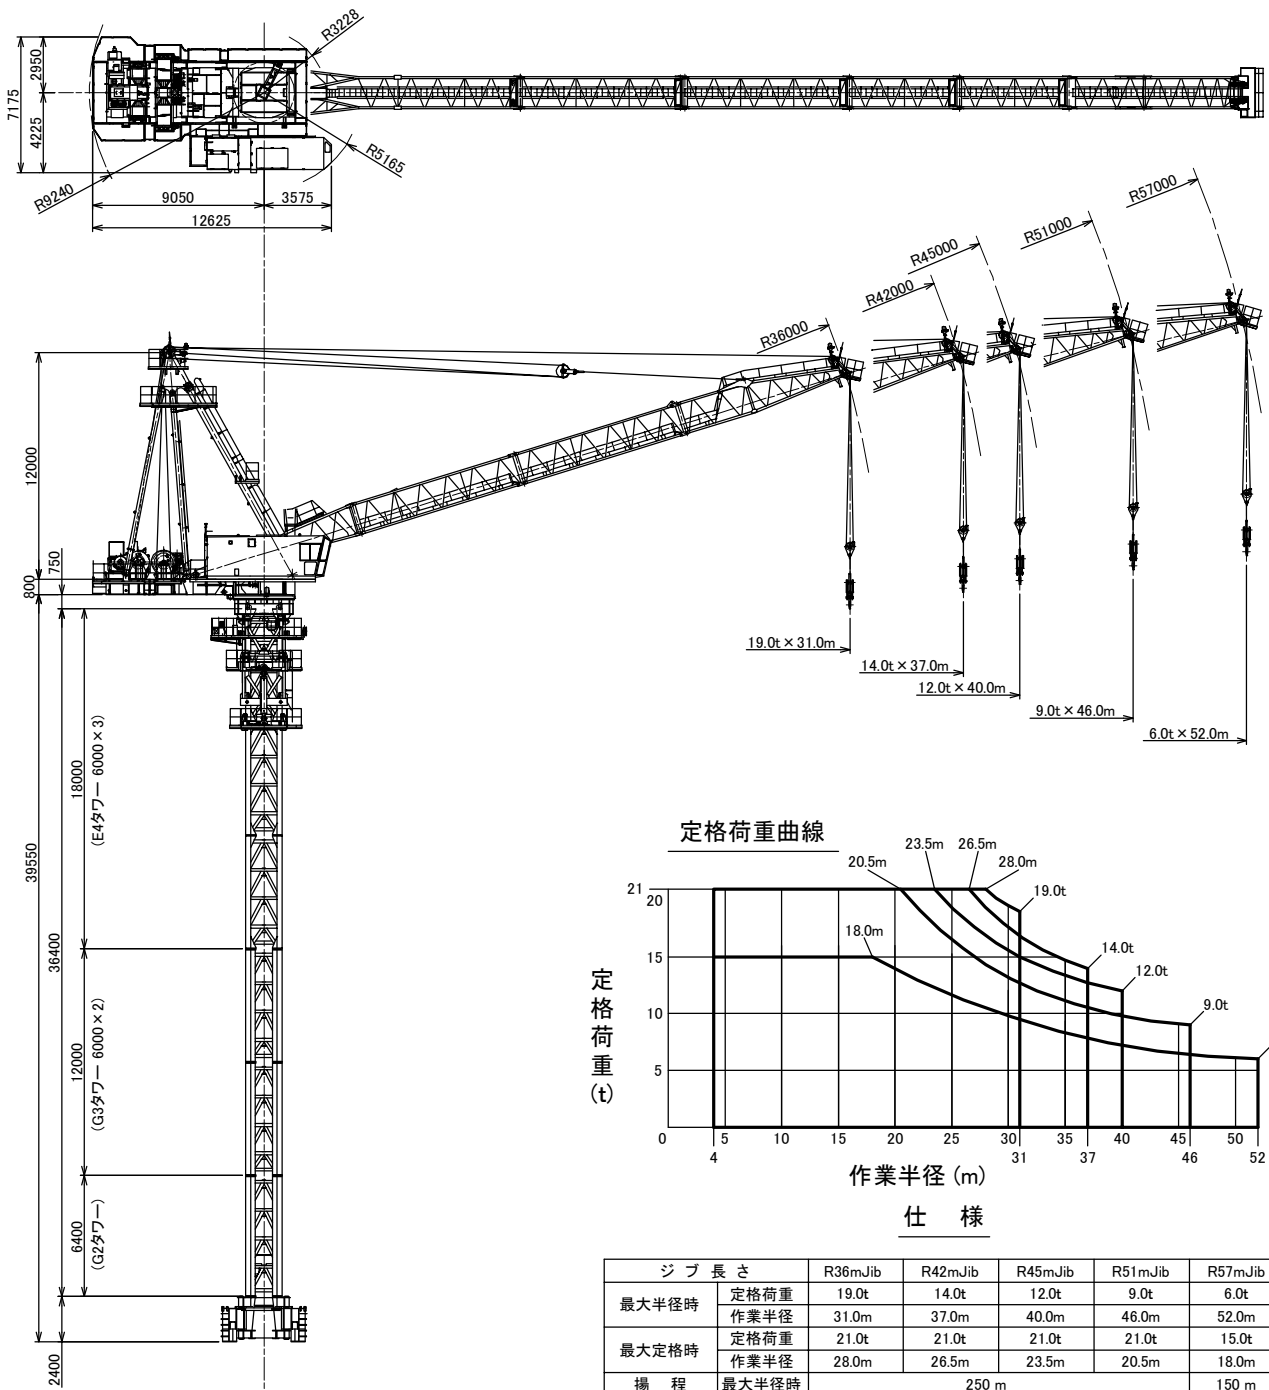 R3228
2950
7175
4225
R9240
R5165
9050
3575
12625
R57000
R51000
R45000
R42000
R36000
12000
750
800
19.0t×31.0m
14.0t×37.0m
12.0t×40.0m
9.0t×46.0m
6.0t×52.0m
39550
36400
18000
(E4タワー 6000×3)
12000
(G3タワー 6000×2)
6400
(G2タワー)
2400
定格荷重曲線
20.5m
23.5m
26.5m
28.0m
18.0m
19.0t
14.0t
12.0t
9.0t
21
20
15
10
5
定格荷重(t)
0 5 10 15 20 25 30 35 40 45 50
4 31 37 46 52
作業半径 (m)
仕 様
ジブ長さ R36mJib R42mJib R45mJib R51mJib R57mJib
最大半径時 定格荷重 19.0t 14.0t 12.0t 9.0t 6.0t
作業半径 31.0m 37.0m 40.0m 46.0m 52.0m
最大定格時 定格荷重 21.0t 21.0t 21.0t 21.0t 15.0t
作業半径 28.0m 26.5m 23.5m 20.5m 18.0m
揚 程 最大半径時 250 m 150 m